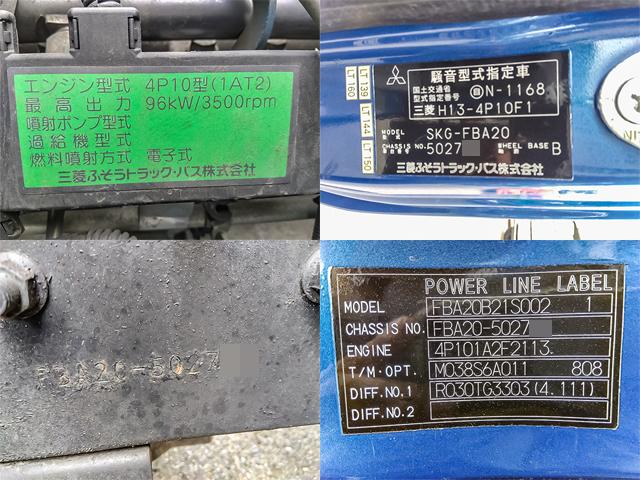 エンジン型式 4P10型(1AT2)
最高出力 96kW/3500rpm
噴射ポンプ型式
過給機型式
燃料噴射方式 電子式
三菱ふそうトラック・バス株式会社
LT 160
LT 139
LT 144
LT 150
騒音型式指定車
国土交通省
型式指定番号 N-1168
三菱 H13-4P10F1
MODEL 型式 SKG-FBA20
CHASSIS NO. 車台番号 5027
WHEEL BASE B
三菱ふそうトラック・バス株式会社
FBA20-5027
POWER LINE LABEL
MODEL FBA20B21S002 1
CHASSIS NO. FBA20-5027
ENGINE 4P101A2F2113
T/M・OPT. M038S6A011 808
DIFF.NO.1 R030TG3303(4.111)
DIFF.NO.2